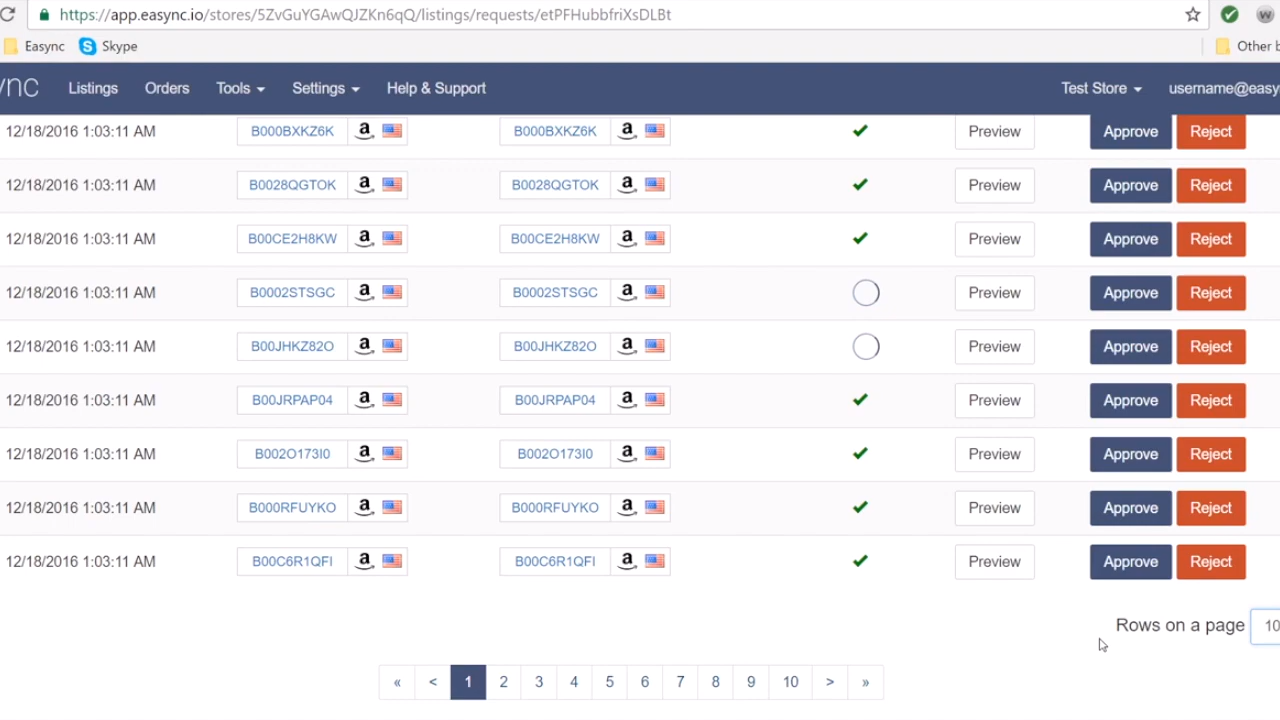 https://app.easync.io/stores/5ZvGuYGAwQJZKn6qQ/listings/requests/etPFHubbfriXsDLBt
Easync Skype Other b
ync Listings Orders Tools Settings Help & Support Test Store username@easy
12/18/2016 1:03:11 AM B000BXKZ6K B000BXKZ6K Preview Approve Reject
12/18/2016 1:03:11 AM B0028QGTOK B0028QGTOK Preview Approve Reject
12/18/2016 1:03:11 AM B00CE2H8KW B00CE2H8KW Preview Approve Reject
12/18/2016 1:03:11 AM B0002STSGC B0002STSGC Preview Approve Reject
12/18/2016 1:03:11 AM B00JHKZ82O B00JHKZ82O Preview Approve Reject
12/18/2016 1:03:11 AM B00JRPAP04 B00JRPAP04 Preview Approve Reject
12/18/2016 1:03:11 AM B002O173I0 B002O173I0 Preview Approve Reject
12/18/2016 1:03:11 AM B000RFUYKO B000RFUYKO Preview Approve Reject
12/18/2016 1:03:11 AM B00C6R1QFI B00C6R1QFI Preview Approve Reject
Rows on a page 10
« < 1 2 3 4 5 6 7 8 9 10 > »